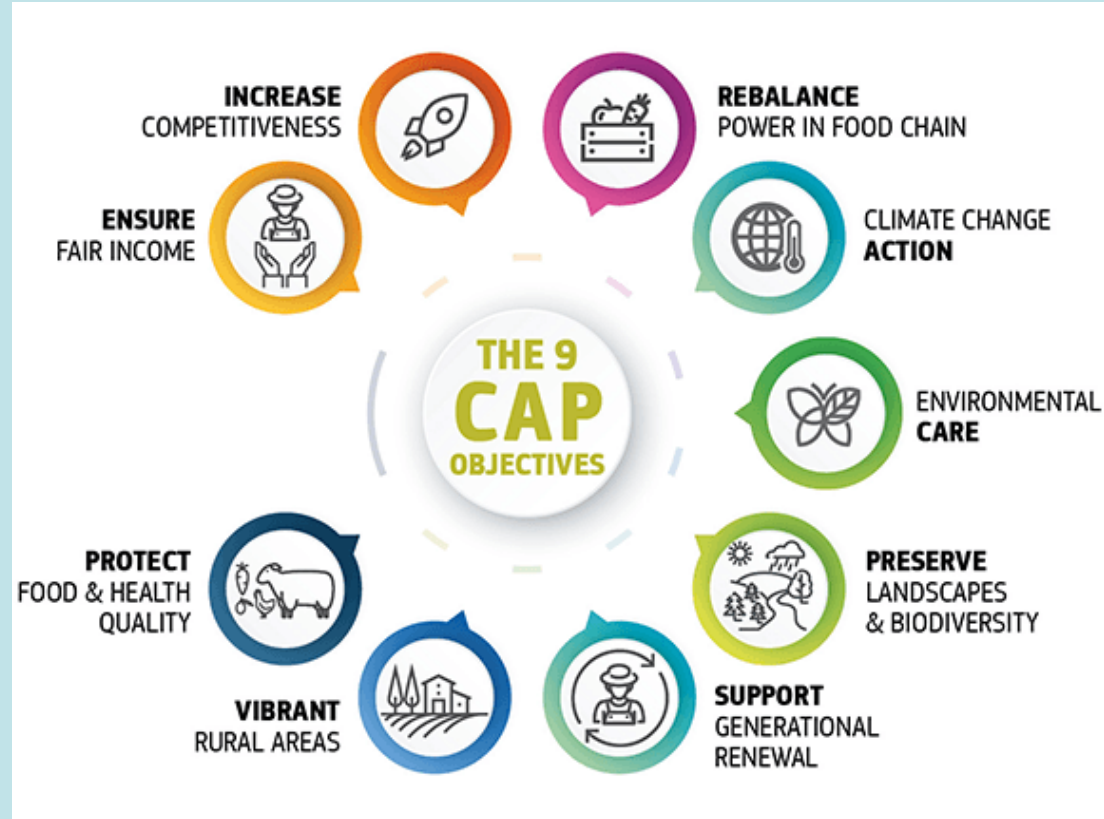 THE 9
CAP
OBJECTIVES
ENSURE
FAIR INCOME
INCREASE
COMPETITIVENESS
REBALANCE
POWER IN FOOD CHAIN
CLIMATE CHANGE
ACTION
ENVIRONMENTAL
CARE
PRESERVE
LANDSCAPES
& BIODIVERSITY
SUPPORT
GENERATIONAL
RENEWAL
VIBRANT
RURAL AREAS
PROTECT
FOOD & HEALTH
QUALITY